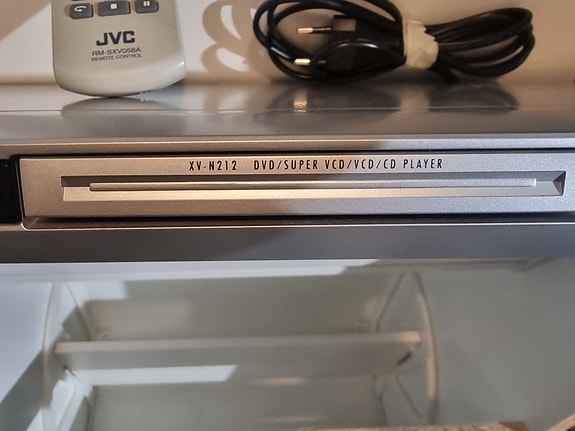 JVC
RM-SXV058A
REMOTE CONTROL
XV-N212 DVD/SUPER VCD/VCD/CD PLAYER